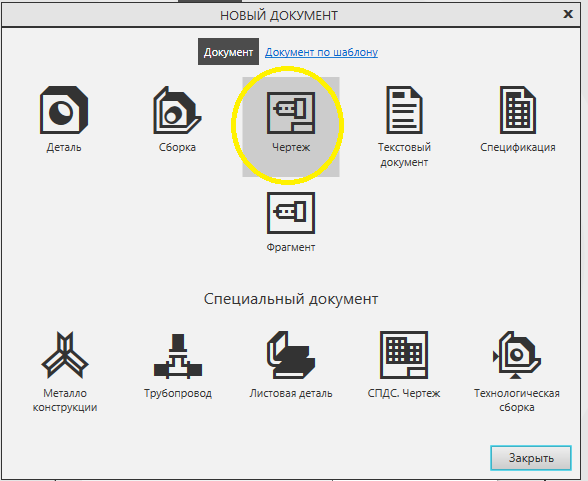 НОВЫЙ ДОКУМЕНТ x
Документ Документ по шаблону
Деталь Сборка Чертеж Текстовый документ Спецификация
Фрагмент
Специальный документ
Металло конструкции Трубопровод Листовая деталь СПДС. Чертеж Технологическая сборка
Закрыть